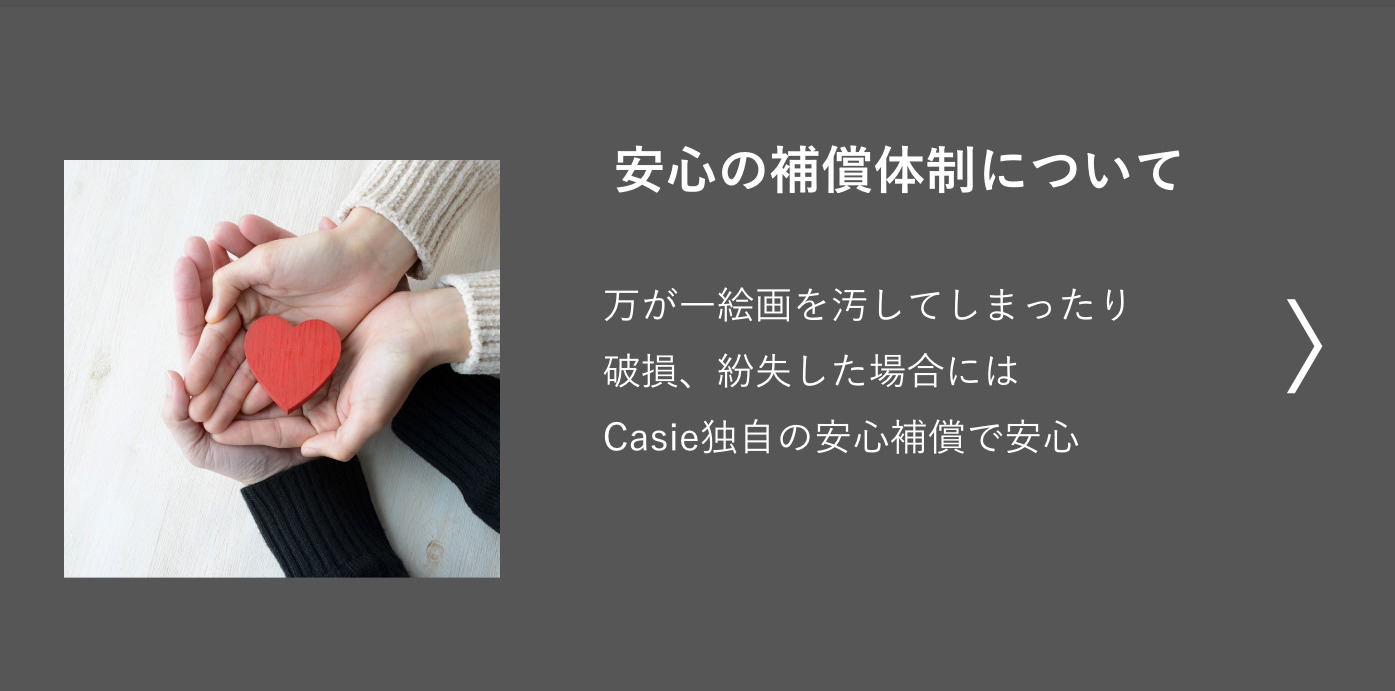 安心の補償体制について
万が一絵画を汚してしまったり
破損、紛失した場合には
Casie独自の安心補償で安心